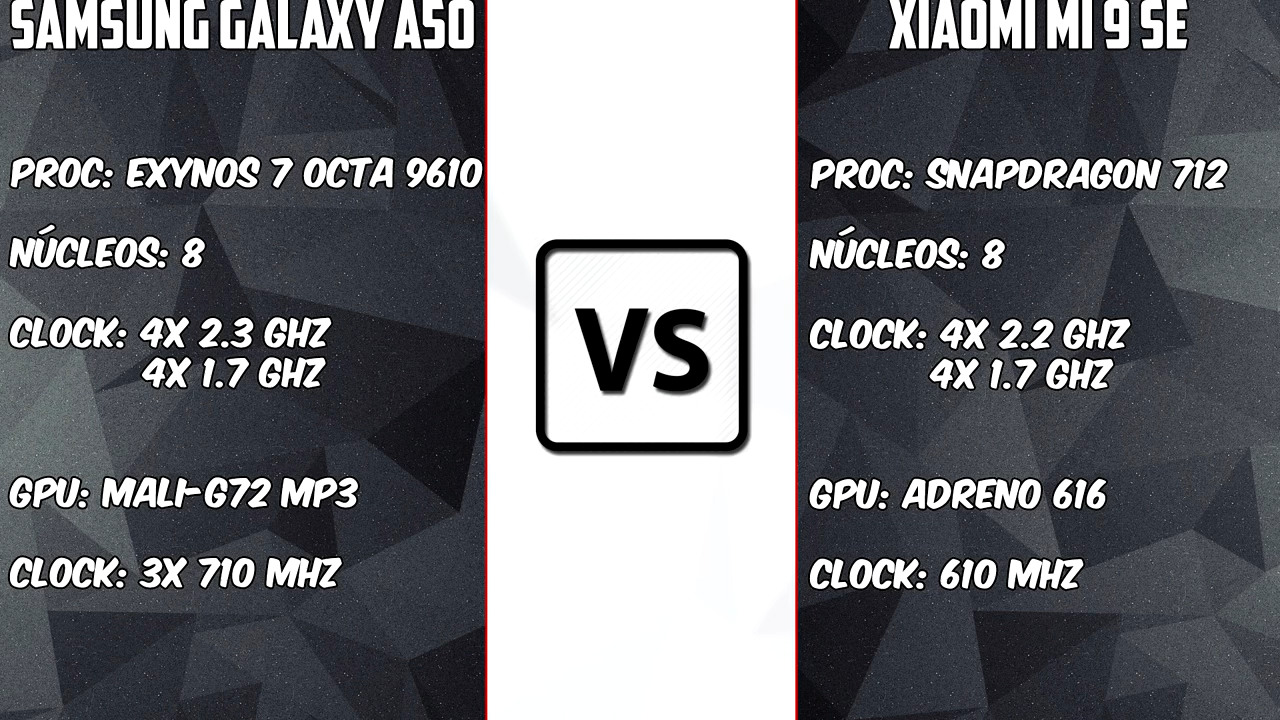 SAMSUNG GALAXY A50
PROC: EXYNOS 7 OCTA 9610
NÚCLEOS: 8
CLOCK: 4X 2.3 GHZ
4X 1.7 GHZ
GPU: MALI-G72 MP3
CLOCK: 3X 710 MHZ
VS
XIAOMI MI 9 SE
PROC: SNAPDRAGON 712
NÚCLEOS: 8
CLOCK: 4X 2.2 GHZ
4X 1.7 GHZ
GPU: ADRENO 616
CLOCK: 610 MHZ